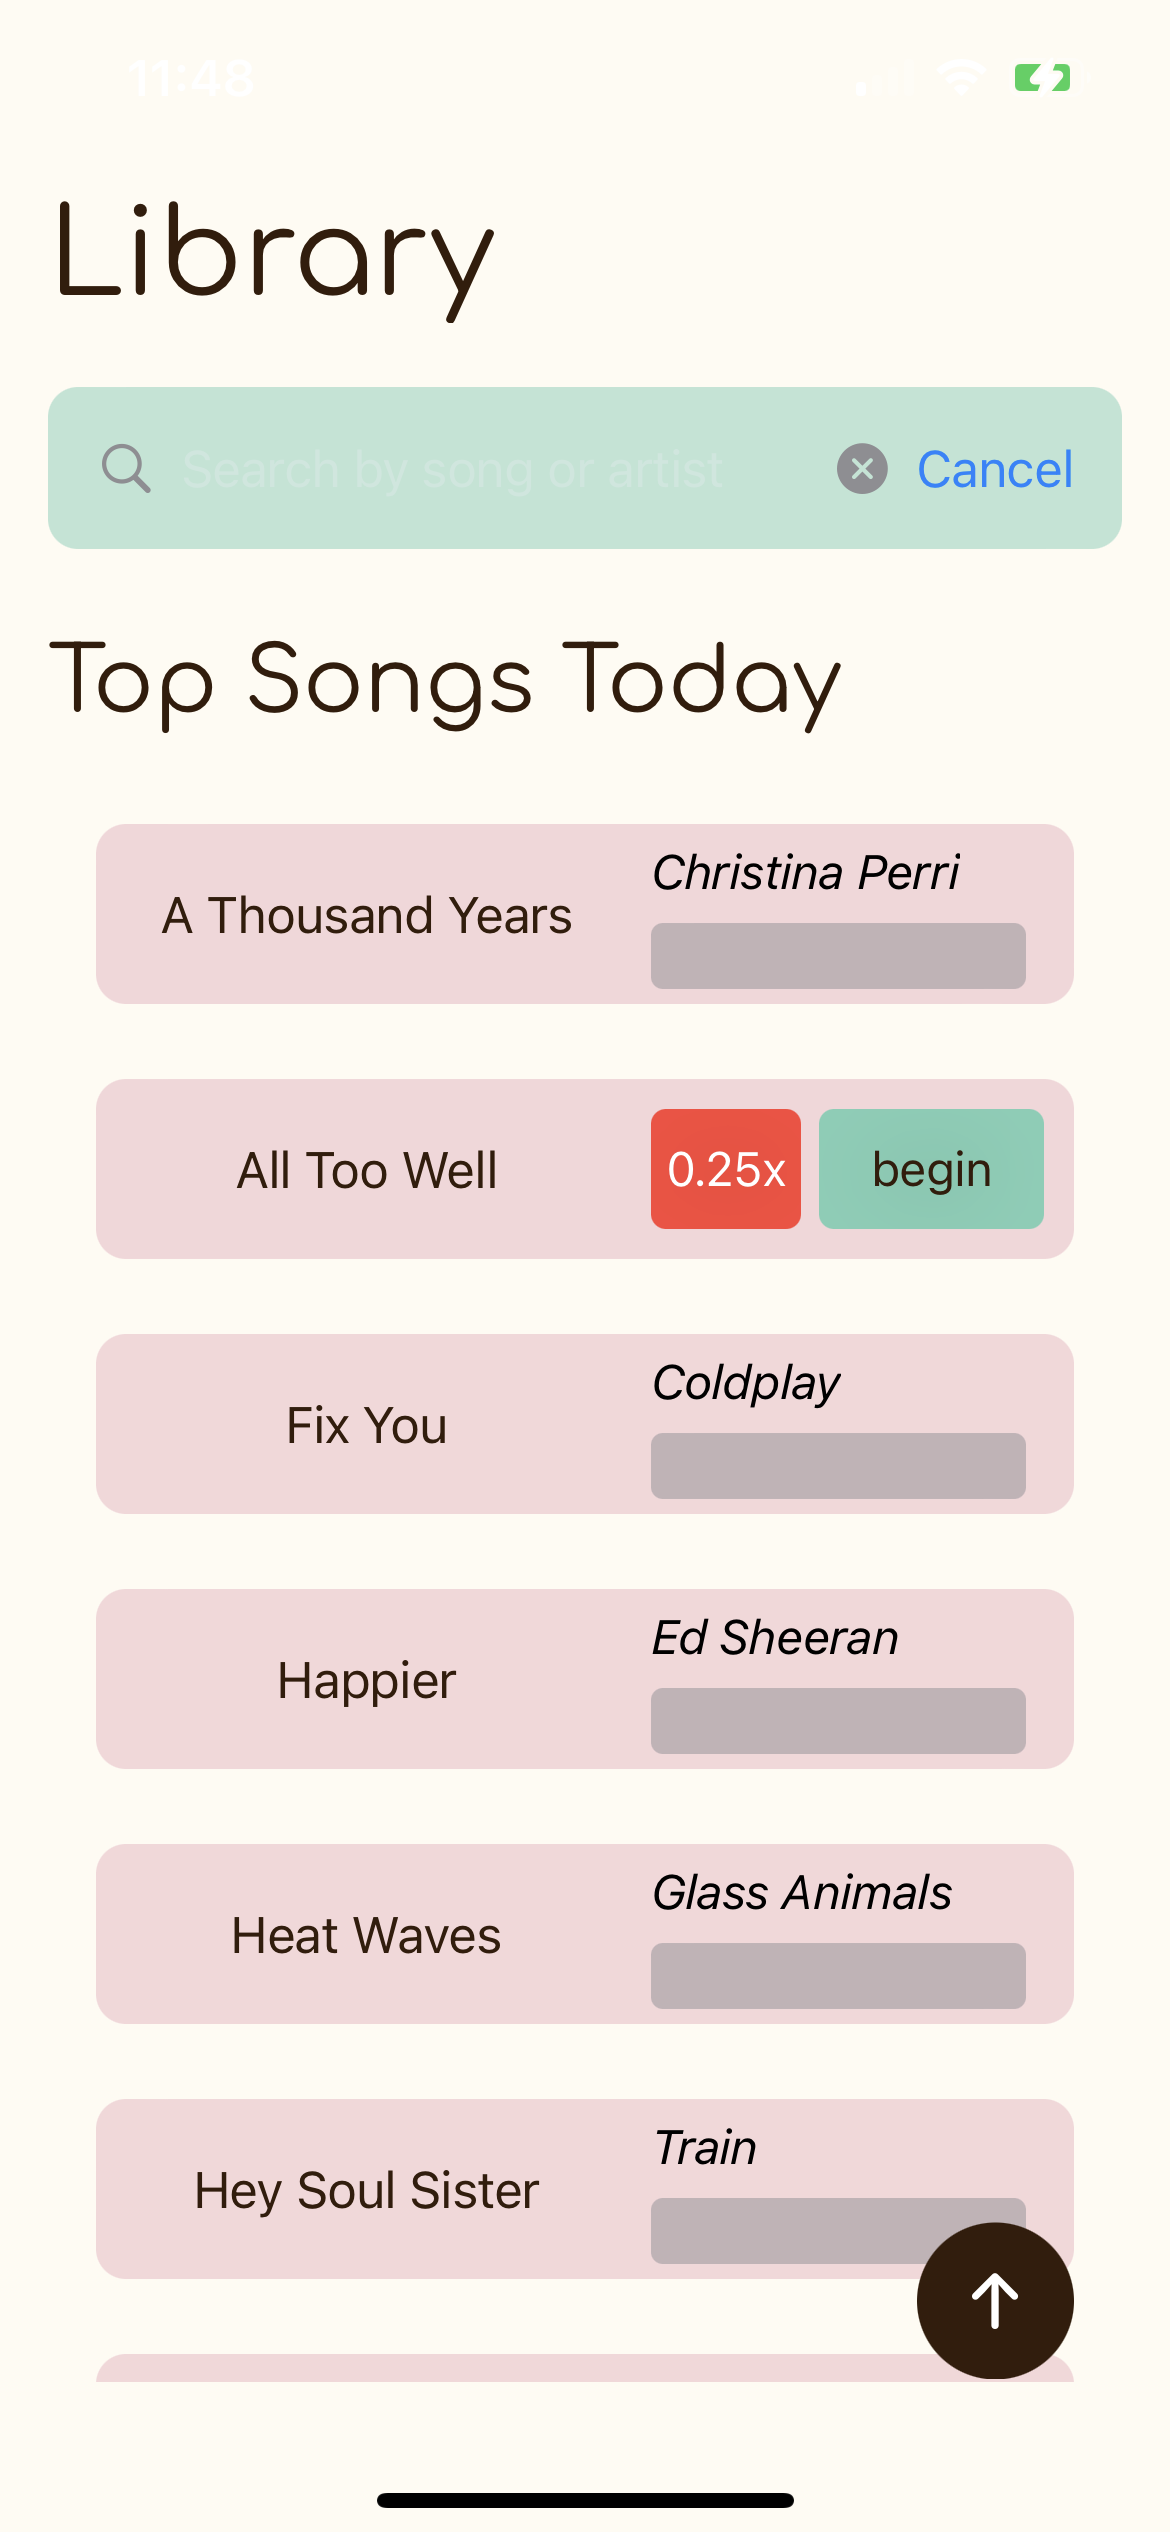 11:48
Library
Search by song or artist
Cancel
Top Songs Today
A Thousand Years
Christina Perri
All Too Well
0.25x
begin
Fix You
Coldplay
Happier
Ed Sheeran
Heat Waves
Glass Animals
Hey Soul Sister
Train